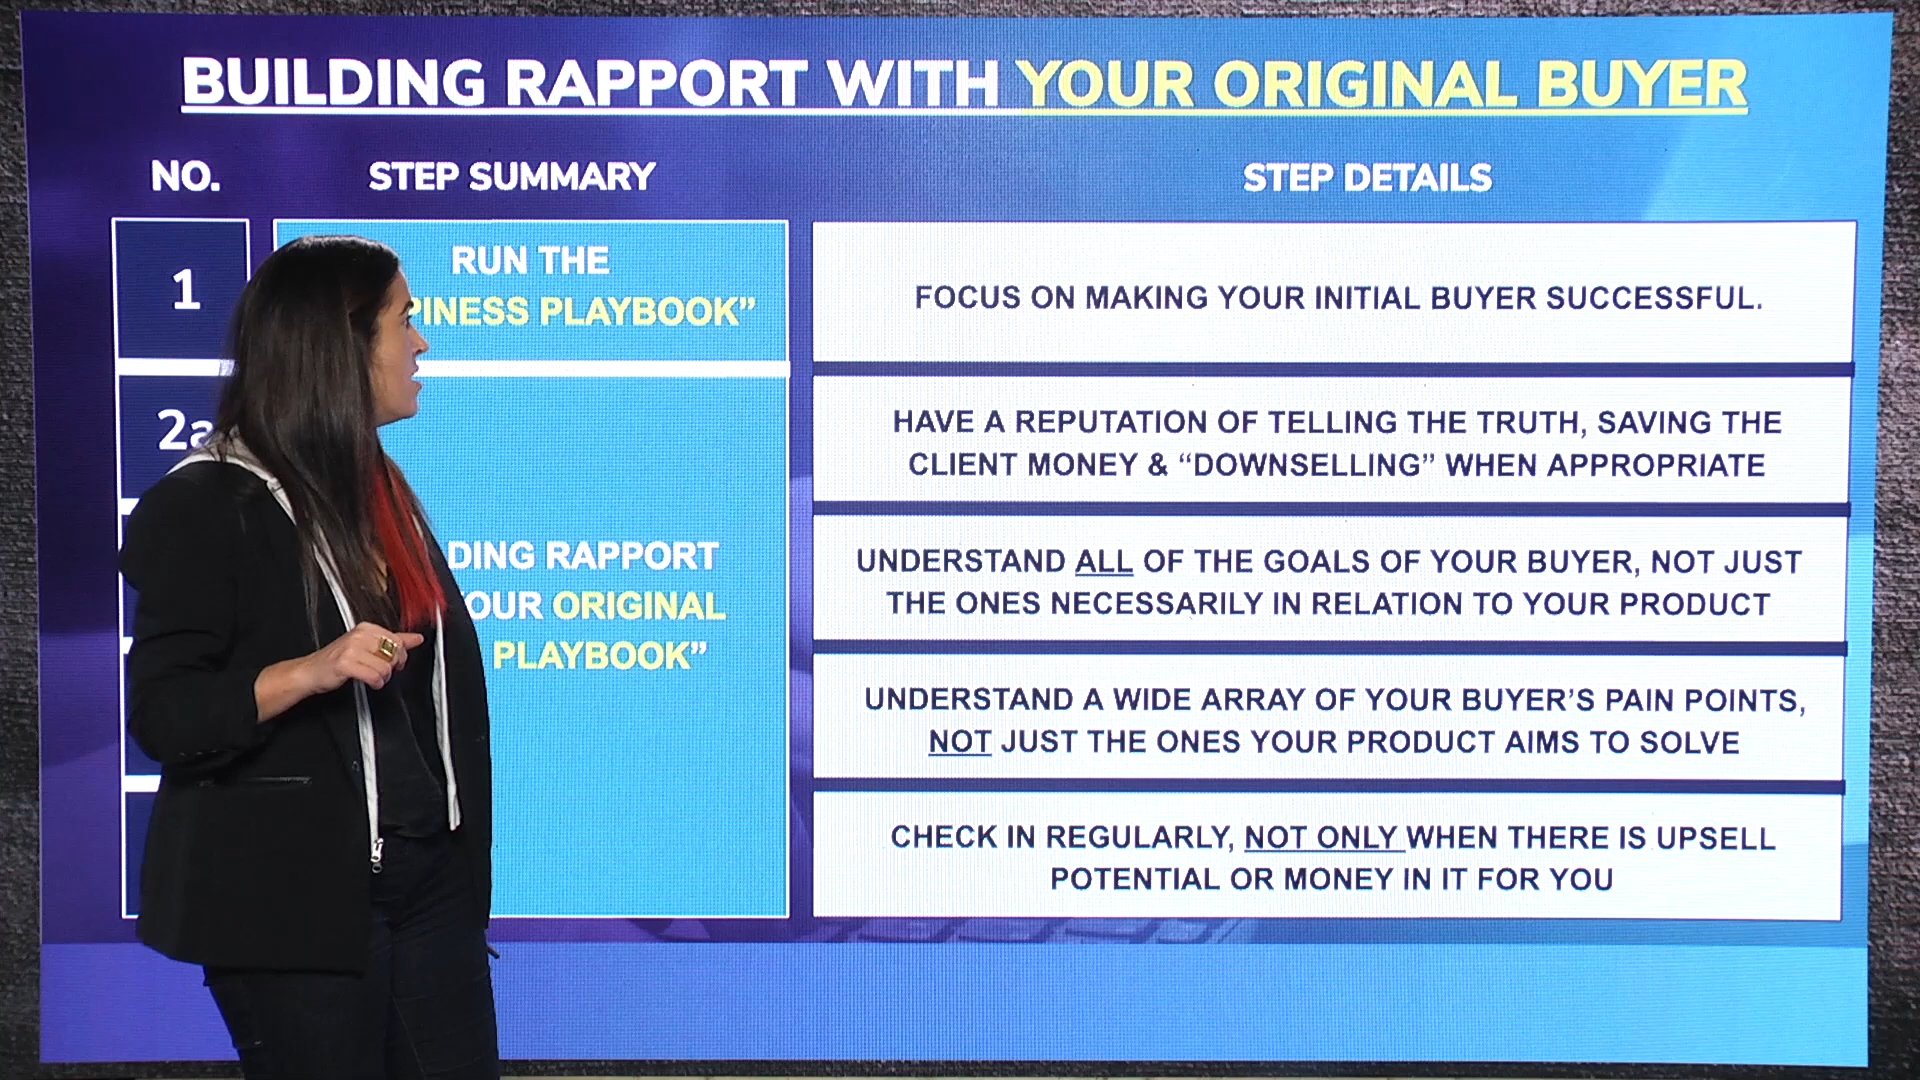 BUILDING RAPPORT WITH YOUR ORIGINAL BUYER
NO. STEP SUMMARY STEP DETAILS
1
RUN THE
PINESS PLAYBOOK”
FOCUS ON MAKING YOUR INITIAL BUYER SUCCESSFUL.
2a
DING RAPPORT
OUR ORIGINAL
PLAYBOOK”
HAVE A REPUTATION OF TELLING THE TRUTH, SAVING THE
CLIENT MONEY & “DOWNSELLING” WHEN APPROPRIATE
UNDERSTAND ALL OF THE GOALS OF YOUR BUYER, NOT JUST
THE ONES NECESSARILY IN RELATION TO YOUR PRODUCT
UNDERSTAND A WIDE ARRAY OF YOUR BUYER’S PAIN POINTS,
NOT JUST THE ONES YOUR PRODUCT AIMS TO SOLVE
CHECK IN REGULARLY, NOT ONLY WHEN THERE IS UPSELL
POTENTIAL OR MONEY IN IT FOR YOU